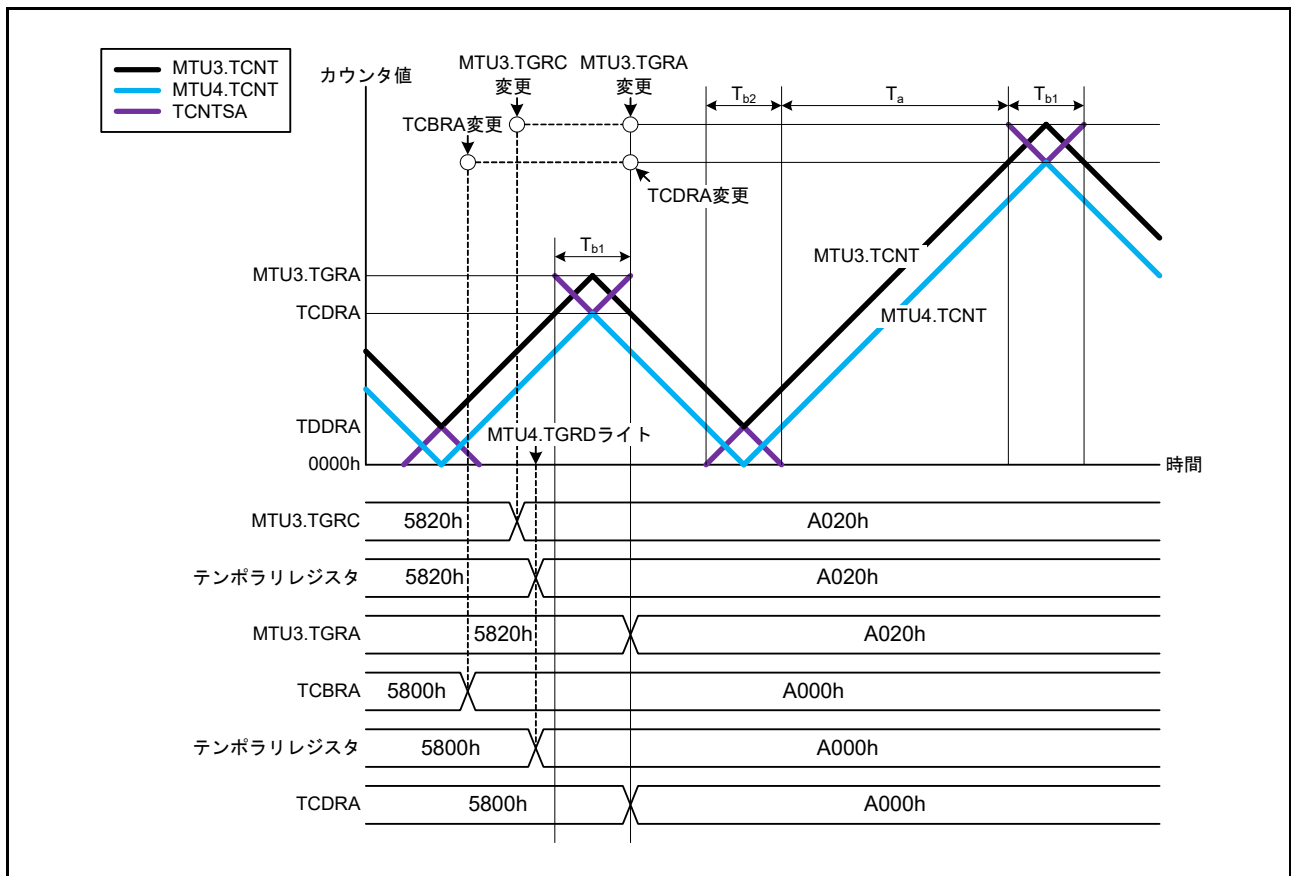 MTU3.TCNT
MTU4.TCNT
TCNTSA
カウンタ値
MTU3.TGRC
変更
MTU3.TGRA
変更
TCBRA変更
TCDRA変更
Tb2
Ta
Tb1
Tb1
MTU3.TCNT
MTU4.TCNT
MTU3.TGRA
TCDRA
TDDRA
0000h
MTU4.TGRDライト
時間
MTU3.TGRC 5820h A020h
テンポラリレジスタ 5820h A020h
MTU3.TGRA 5820h A020h
TCBRA 5800h A000h
テンポラリレジスタ 5800h A000h
TCDRA 5800h A000h